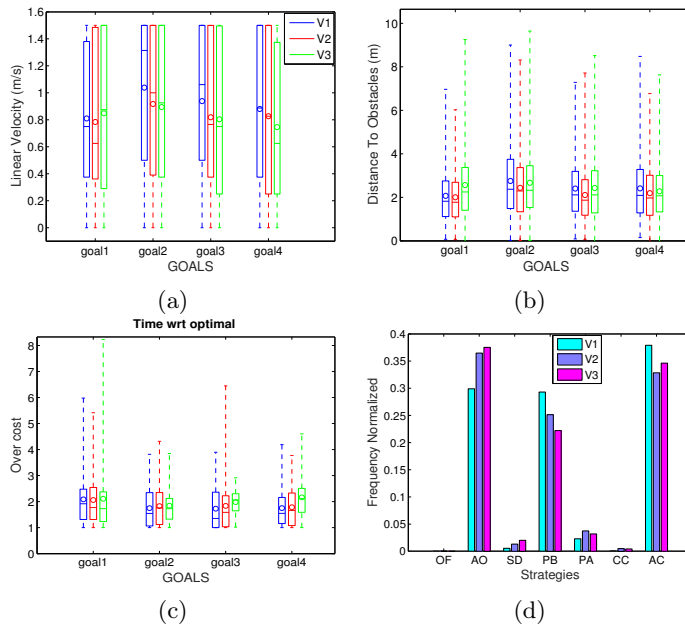 1.6
1.4
1.2
1
0.8
0.6
0.4
0.2
0
Linear Velocity (m/s)
V1
V2
V3
goal1 goal2 goal3 goal4
GOALS
(a)
10
8
6
4
2
0
Distance To Obstacles (m)
goal1 goal2 goal3 goal4
GOALS
(b)
Time wrt optimal
8
7
6
5
4
3
2
1
0
Over cost
goal1 goal2 goal3 goal4
GOALS
(c)
0.4
0.35
0.3
0.25
0.2
0.15
0.1
0.05
0
Frequency Normalized
V1
V2
V3
OF AO SD PB PA CC AC
Strategies
(d)